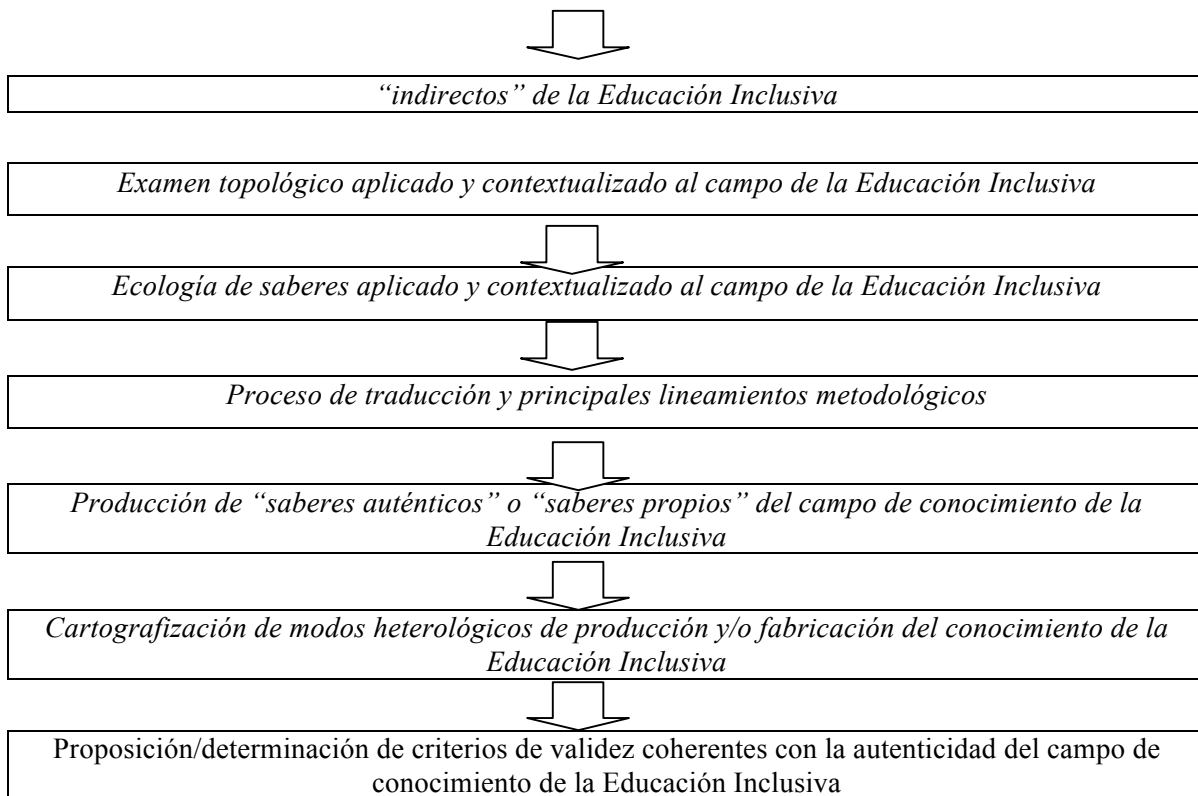 “indirectos” de la Educación Inclusiva
Examen topológico aplicado y contextualizado al campo de la Educación Inclusiva
Ecología de saberes aplicado y contextualizado al campo de la Educación Inclusiva
Proceso de traducción y principales lineamientos metodológicos
Producción de “saberes auténticos” o “saberes propios” del campo de conocimiento de la
Educación Inclusiva
Cartografización de modos heterológicos de producción y/o fabricación del conocimiento de la
Educación Inclusiva
Proposición/determinación de criterios de validez coherentes con la autenticidad del campo de
conocimiento de la Educación Inclusiva